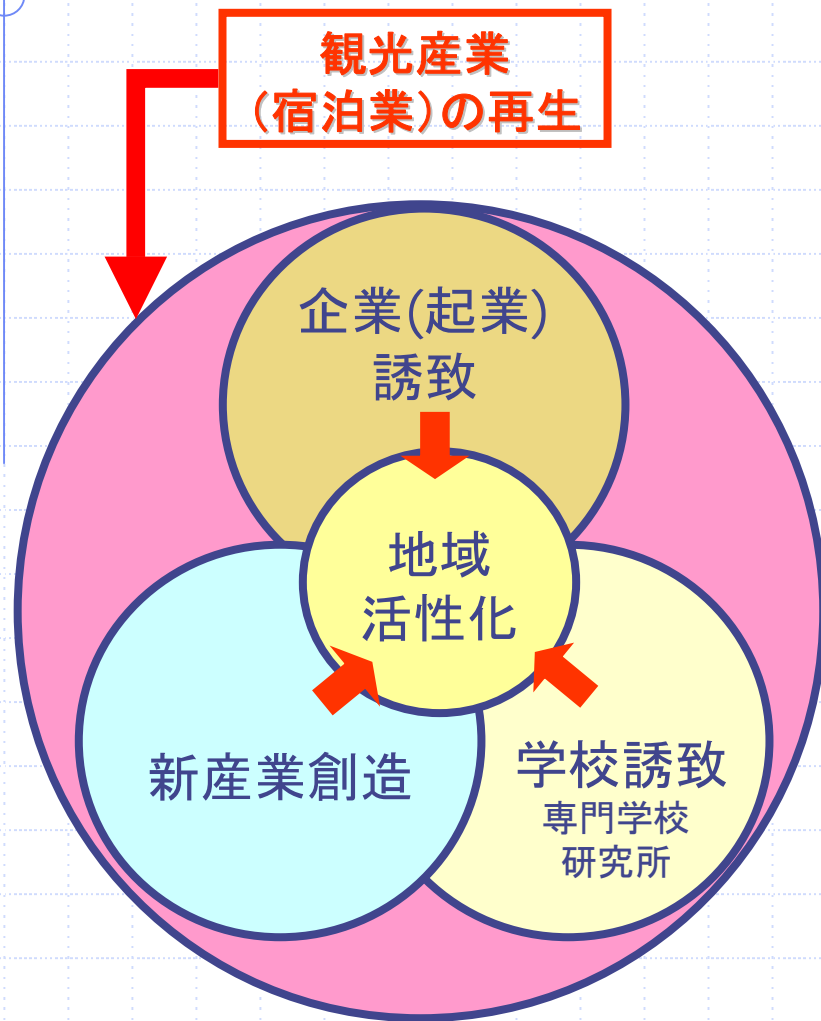 観光産業
(宿泊業)の再生
企業(起業)
誘致
地域
活性化
新産業創造
学校誘致
専門学校
研究所